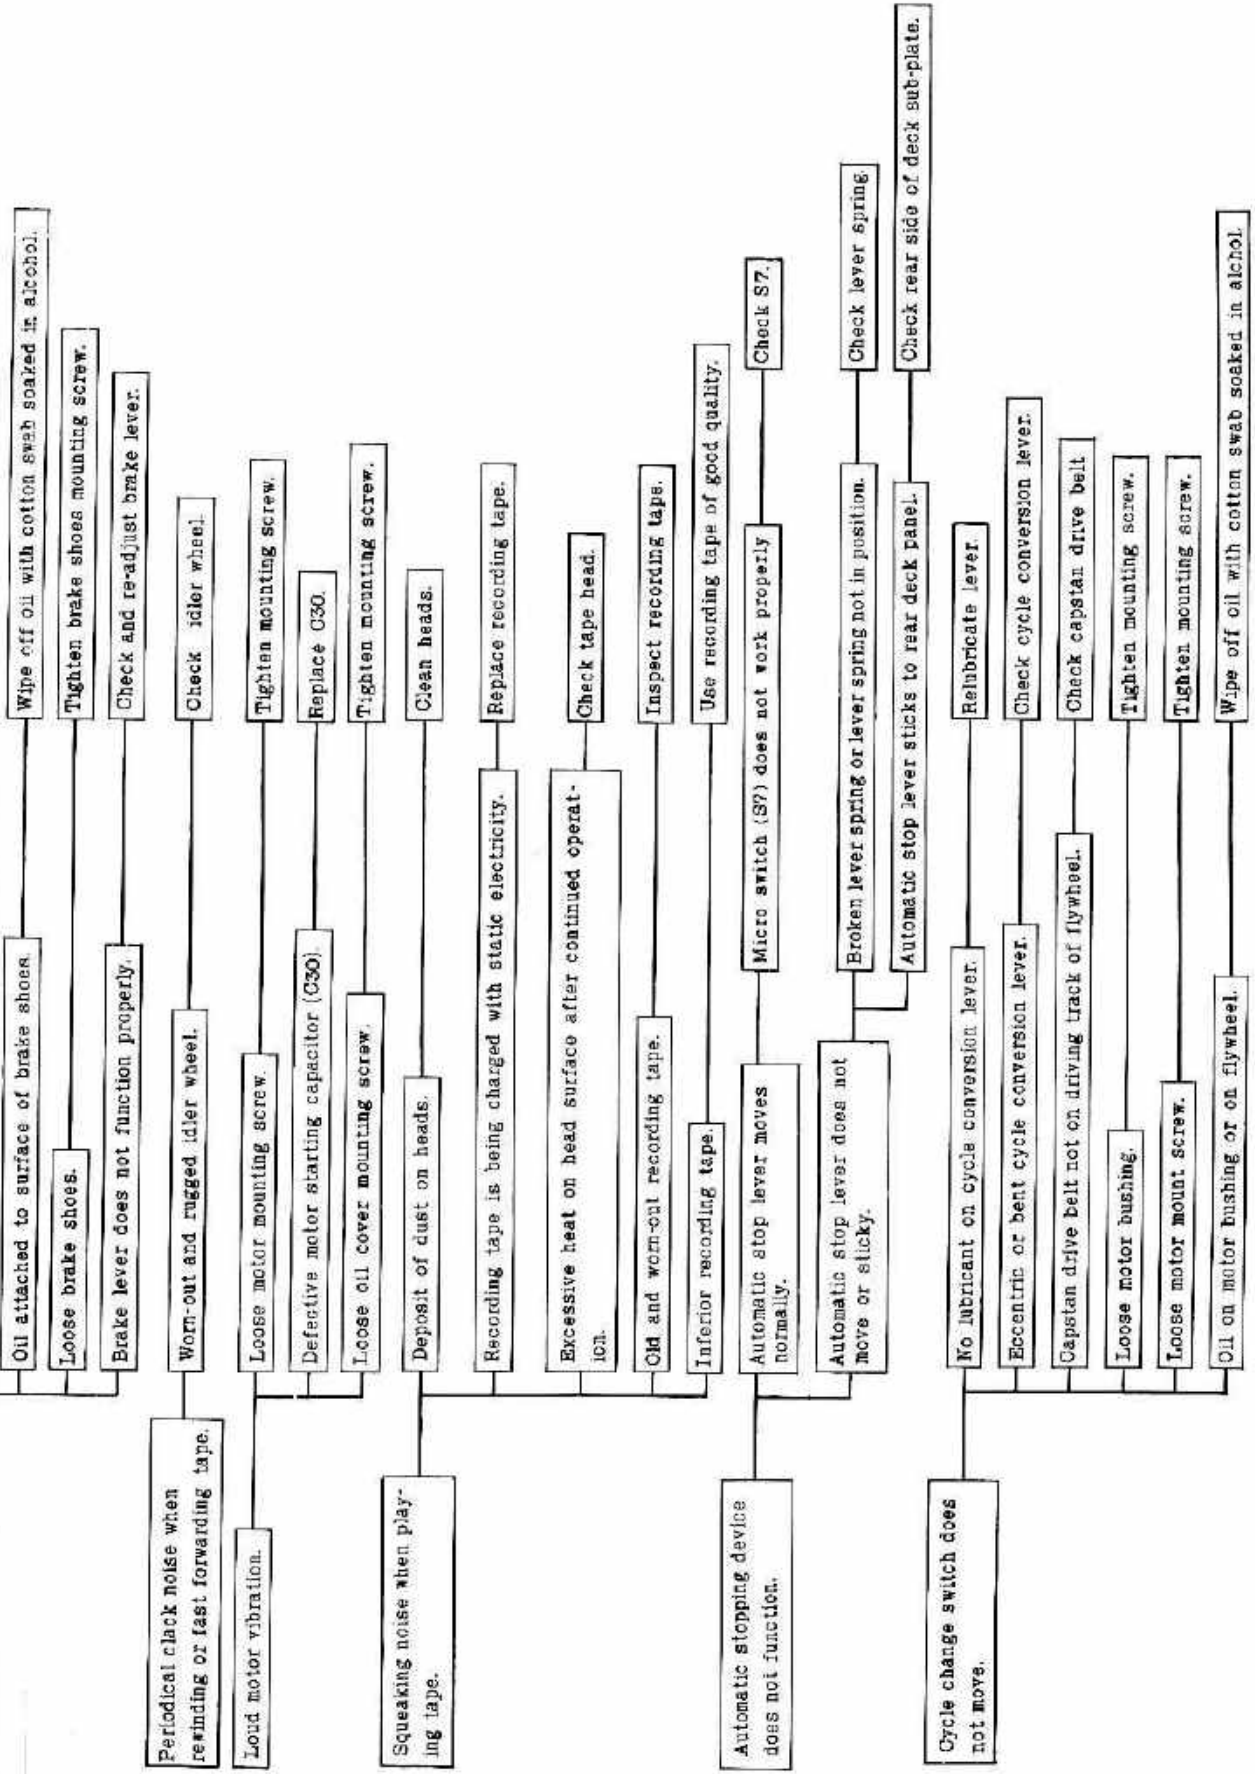 Oil attached to surface of brake shoes.
Wipe off oil with cotton swab soaked in alcohol.
Loose brake shoes.
Tighten brake shoes mounting screw.
Brake lever does not function properly.
Check and re-adjust brake lever.
Periodical clack noise when
rewinding or fast forwarding tape.
Worn-out and rugged idler wheel.
Check idler wheel.
Loud motor vibration.
Loose motor mounting screw.
Tighten mounting screw.
Defective motor starting capacitor (C30).
Replace C30.
Loose oil cover mounting screw.
Tighten mounting screw.
Squeaking noise when play-
ing tape.
Deposit of dust on heads.
Clean heads.
Recording tape is being charged with static electricity.
Replace recording tape.
Excessive heat on head surface after continued operat-
ion.
Check tape head.
Old and worn-out recording tape.
Inspect recording tape.
Inferior recording tape.
Use recording tape of good quality.
Automatic stopping device
does not function.
Automatic stop lever moves
normally.
Micro switch (S7) does not work properly
Check S7.
Automatic stop lever does not
move or sticky.
Broken lever spring or lever spring not in position.
Check lever spring.
Automatic stop lever sticks to rear deck panel.
Check rear side of deck sub-plate.
Cycle change switch does
not move.
No lubricant on cycle conversion lever.
Relubricate lever.
Eccentric or bent cycle conversion lever.
Check cycle conversion lever.
Capstan drive belt not on driving track of flywheel.
Check capstan drive belt
Loose motor bushing.
Tighten mounting screw.
Loose motor mount screw.
Tighten mounting screw.
Oil on motor bushing or on flywheel.
Wipe off oil with cotton swab soaked in alchol.